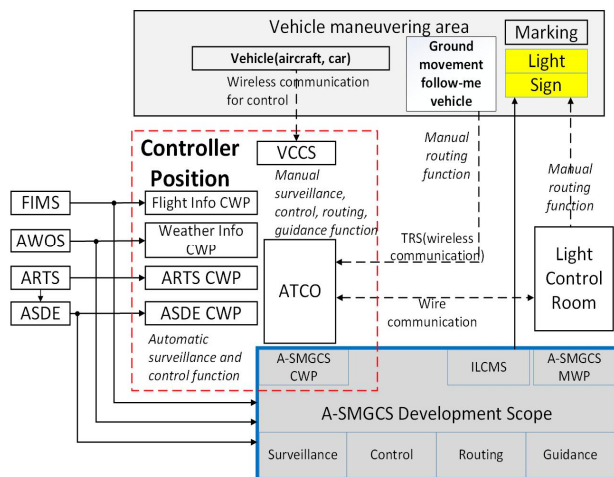 Vehicle maneuvering area
Vehicle(aircraft, car)
Wireless communication
for control
Ground
movement
follow-me
vehicle
Marking
Light
Sign
Controller
Position
VCCS
Manual
surveillance,
control, routing,
guidance function
Manual
routing
function
Manual
routing
function
FIMS
Flight Info CWP
AWOS
Weather Info
CWP
ARTS
ARTS CWP
ASDE
ASDE CWP
ATCO
TRS(wireless
communication)
Wire
communication
Light
Control
Room
Automatic
surveillance and
control function
A-SMGCS
CWP
ILCMS
A-SMGCS
MWP
A-SMGCS Development Scope
Surveillance
Control
Routing
Guidance